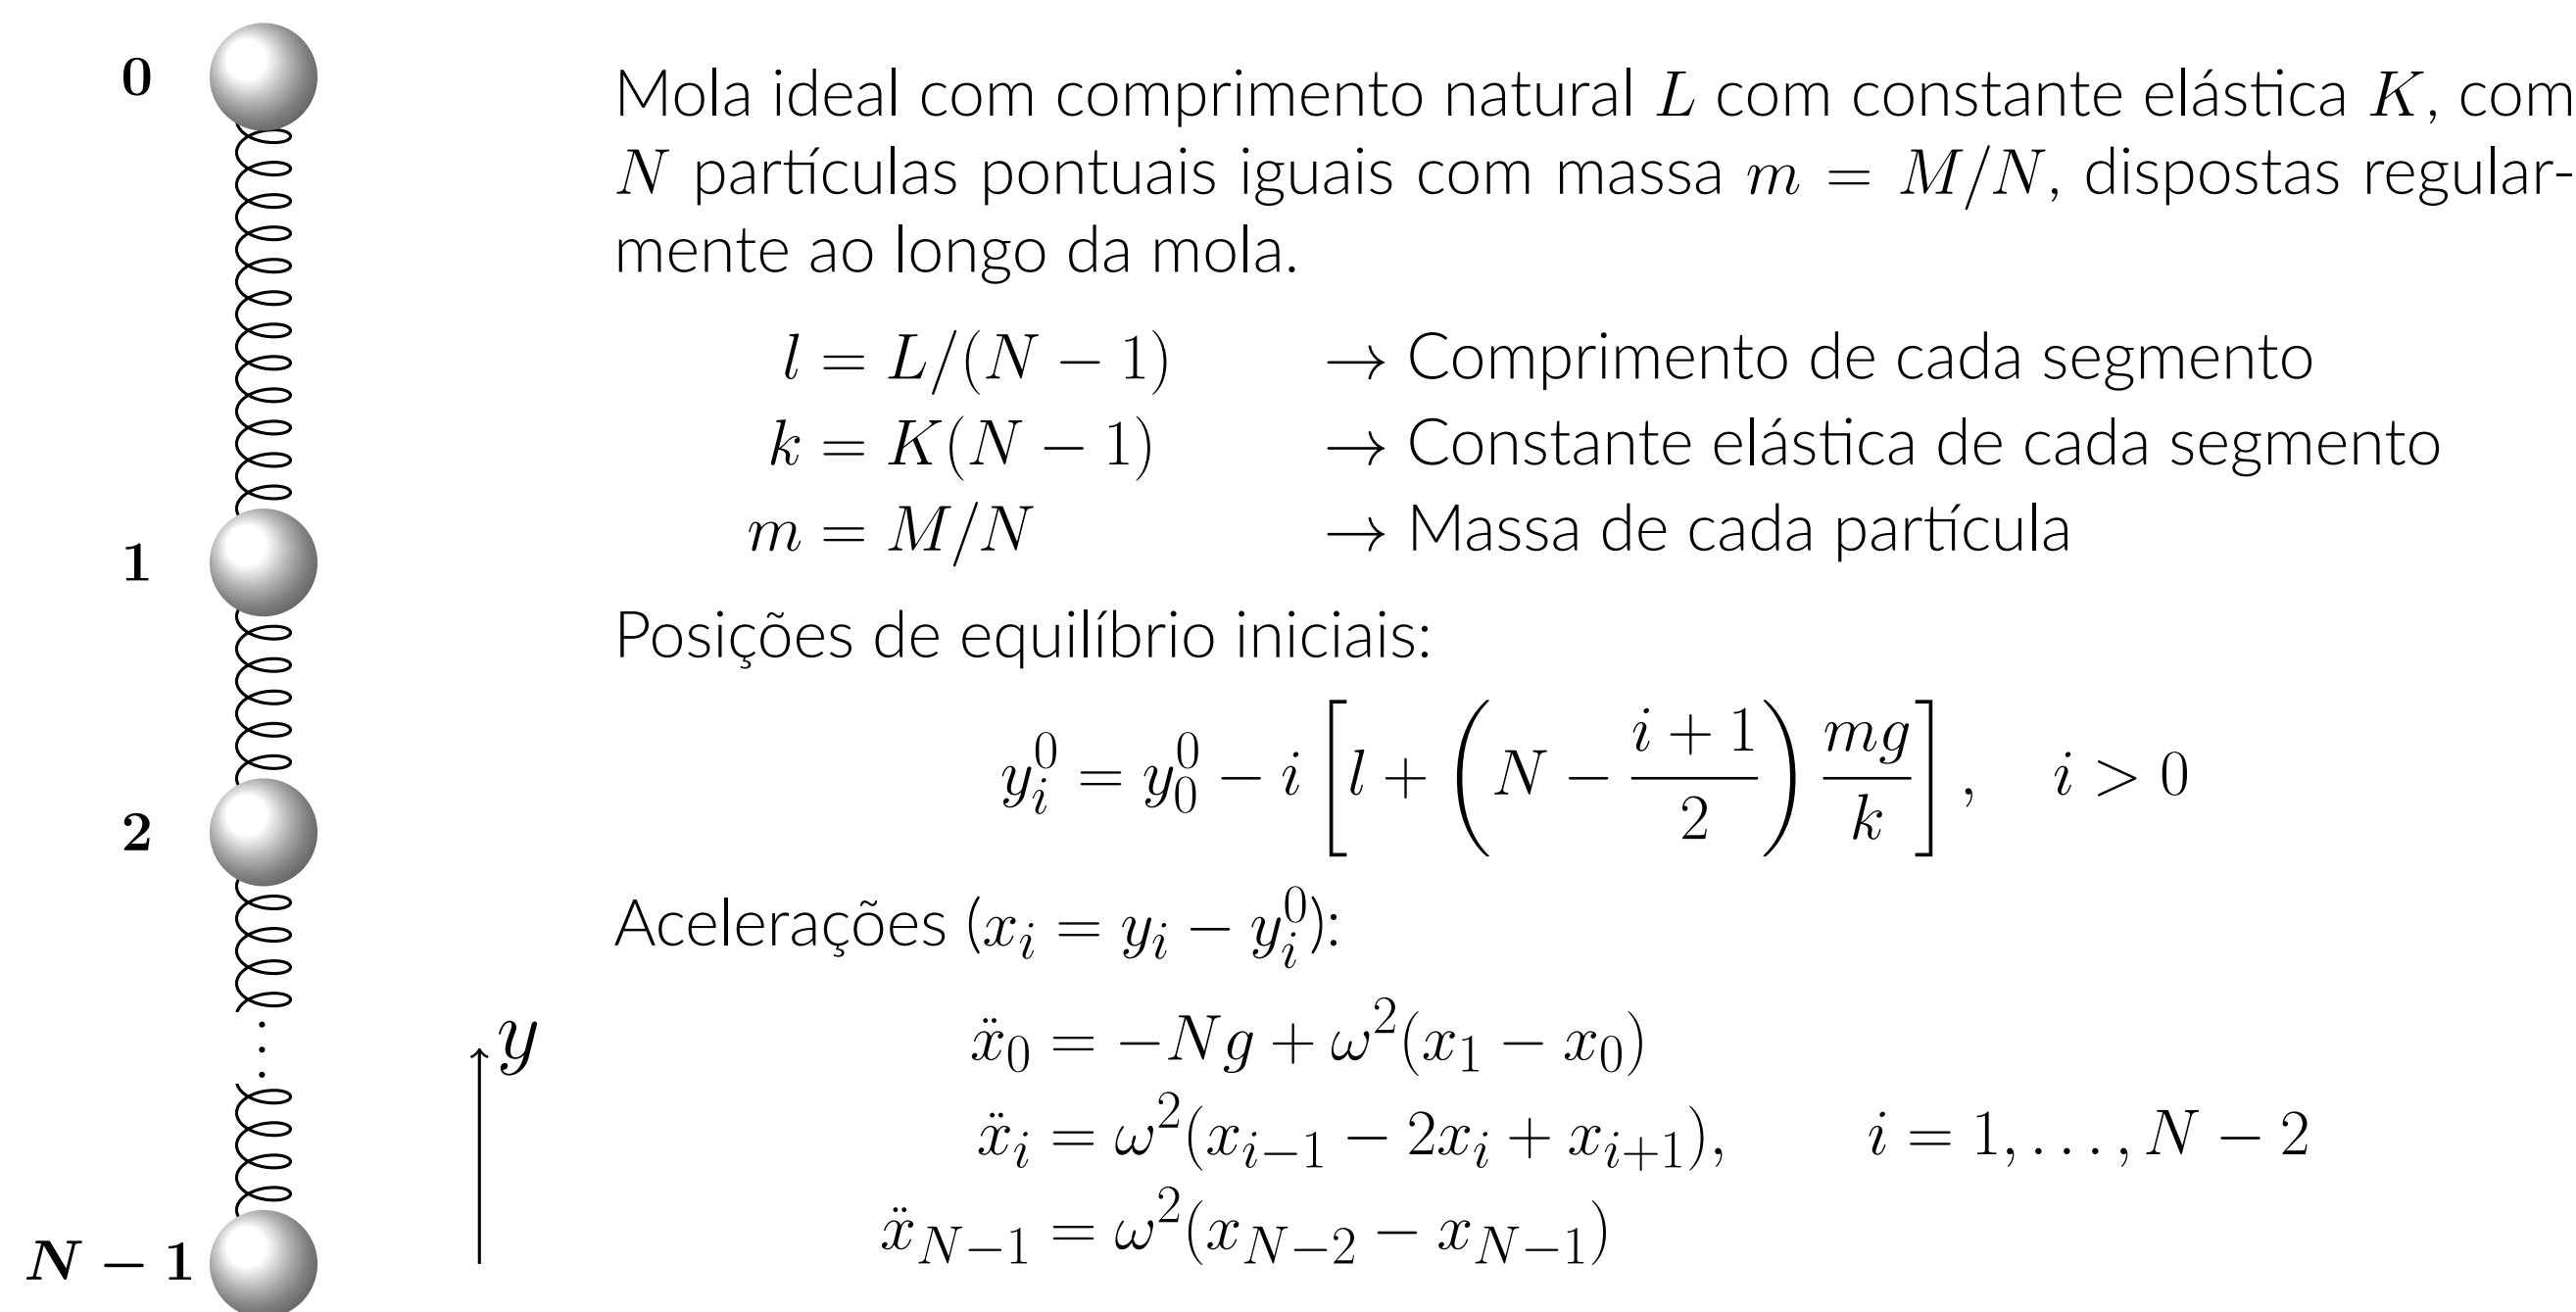 0
Mola ideal com comprimento natural L com constante elástica K, com
N partículas pontuais iguais com massa m = M/N, dispostas regular-
mente ao longo da mola.
l = L/(N − 1) → Comprimento de cada segmento
k = K(N − 1) → Constante elástica de cada segmento
m = M/N → Massa de cada partícula
1
Posições de equilíbrio iniciais:
y_i^0 = y_0^0 − i [l + (N − (i + 1)/2) mg/k], i > 0
2
Acelerações (x_i = y_i − y_i^0):
ẍ_0 = −Ng + ω²(x_1 − x_0)
y
ẍ_i = ω²(x_{i−1} − 2x_i + x_{i+1}), i = 1, . . . , N − 2
ẍ_{N−1} = ω²(x_{N−2} − x_{N−1})
N − 1